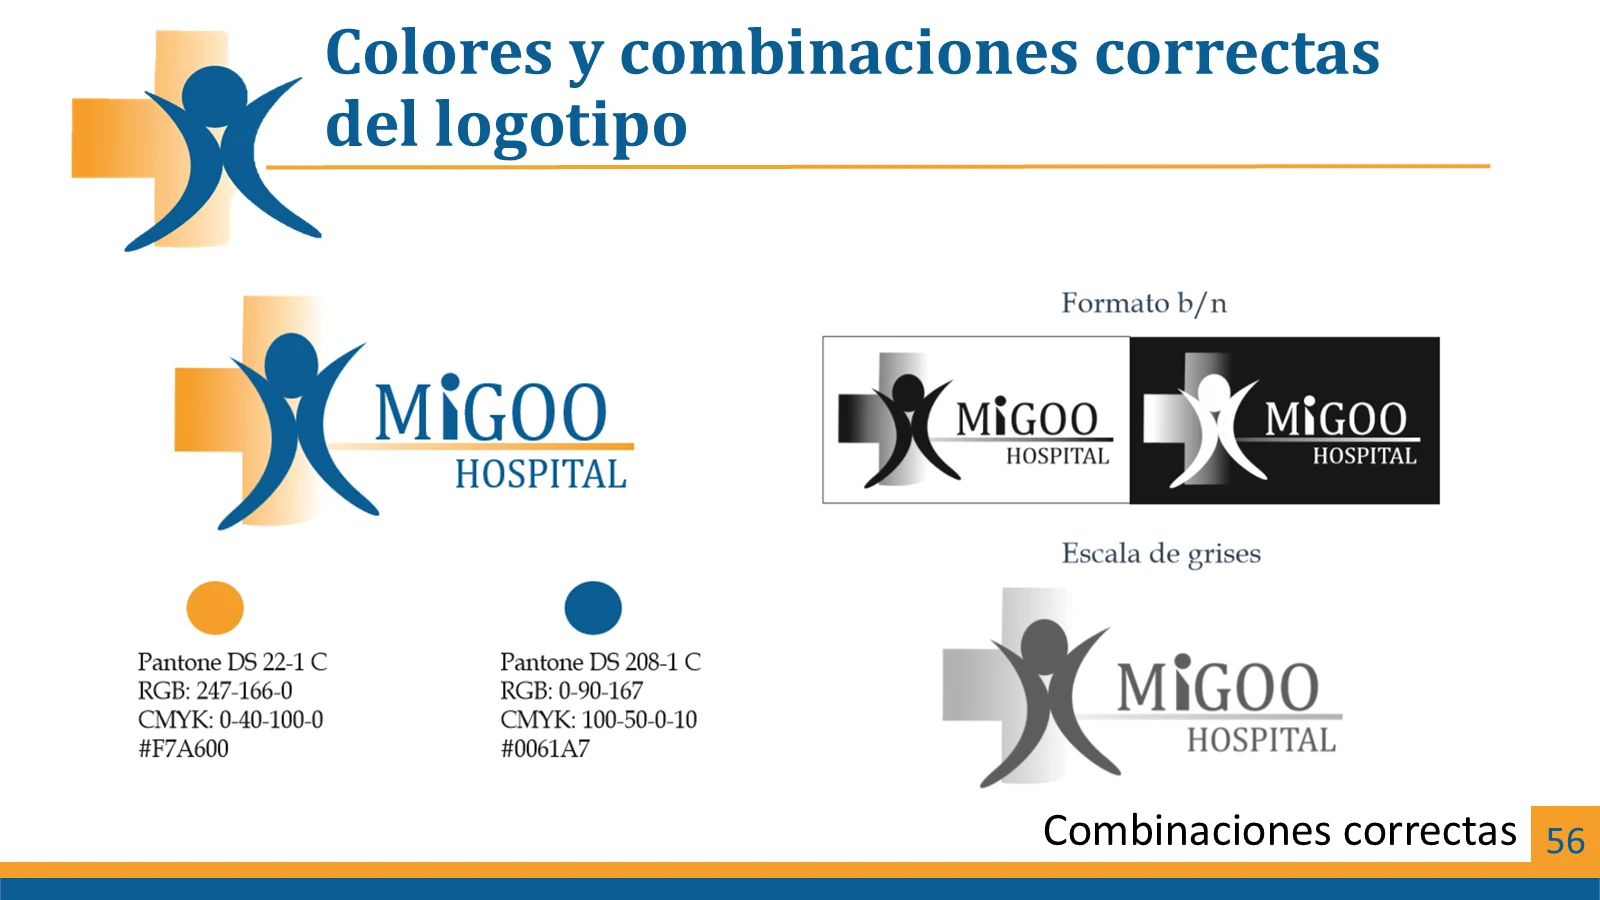 Colores y combinaciones correctas
del logotipo
MiGOO
HOSPITAL
Pantone DS 22-1 C
RGB: 247-166-0
CMYK: 0-40-100-0
#F7A600
Pantone DS 208-1 C
RGB: 0-90-167
CMYK: 100-50-0-10
#0061A7
Formato b/n
MiGOO
HOSPITAL
MiGOO
HOSPITAL
Escala de grises
MiGOO
HOSPITAL
Combinaciones correctas
56